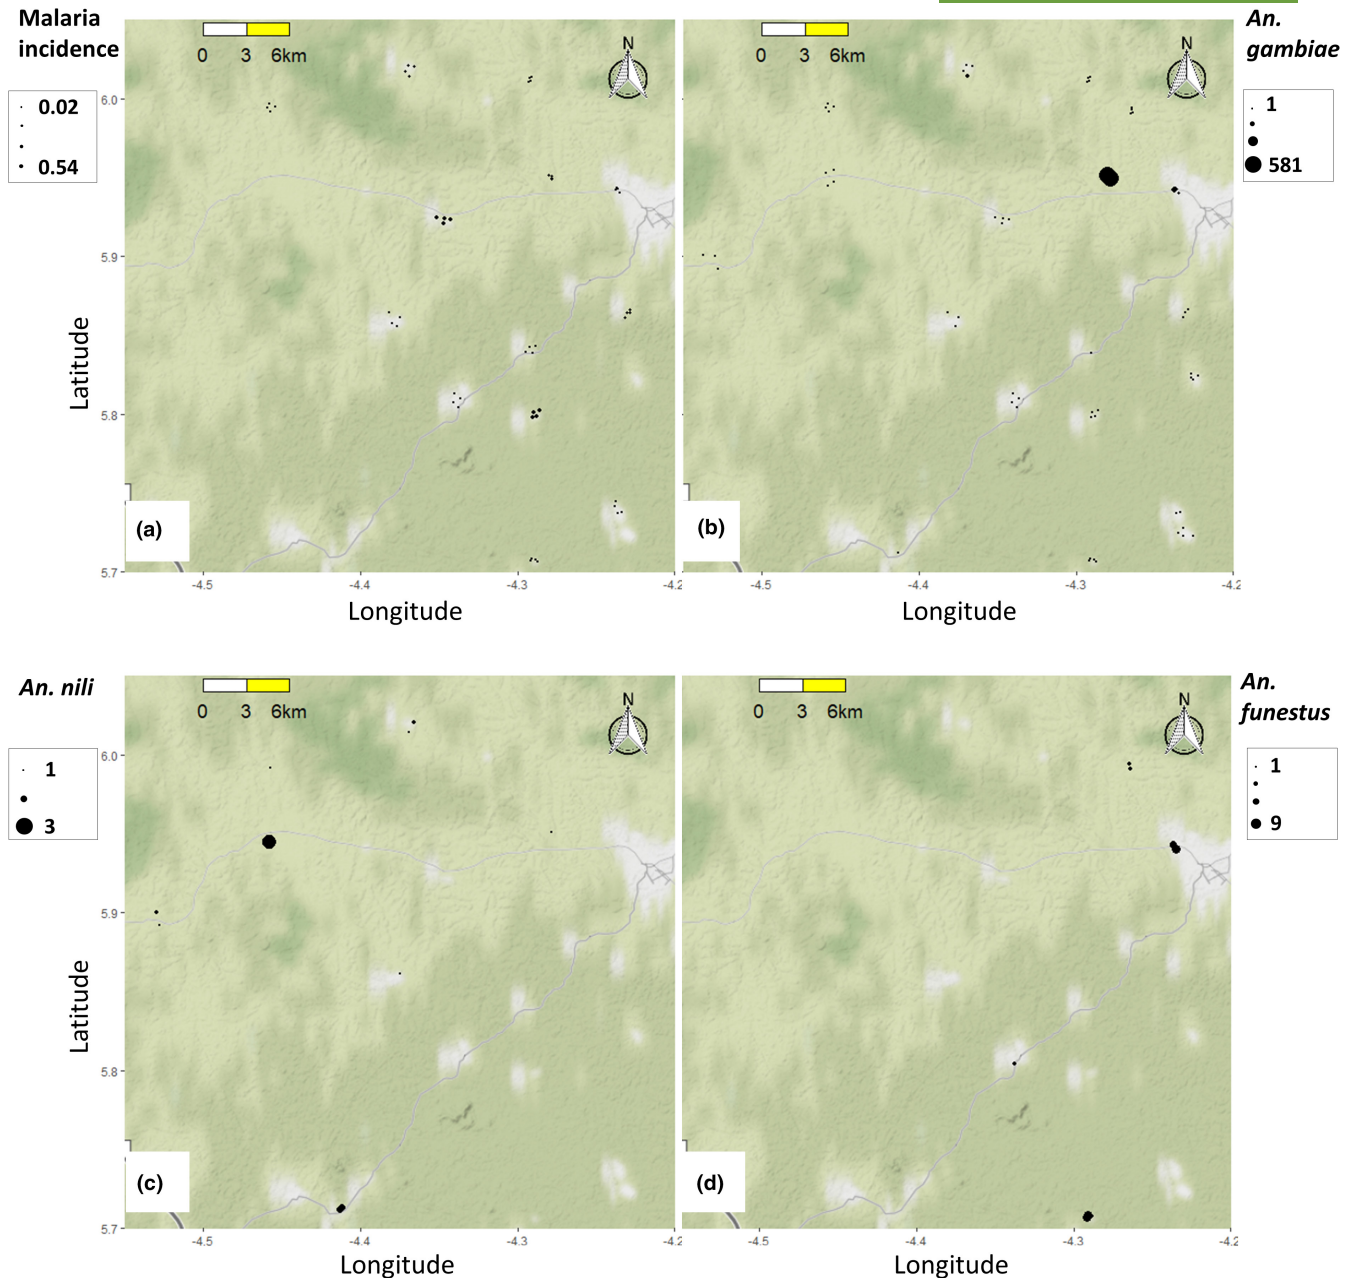 Malaria
incidence
0.02
0.54
0 3 6km
N
6.0
5.9
5.8
5.7
Latitude
(a)
-4.5 -4.4 -4.3 -4.2
Longitude
An.
gambiae
1
581
0 3 6km
N
(b)
-4.5 -4.4 -4.3 -4.2
Longitude
An. nili
1
3
0 3 6km
N
6.0
5.9
5.8
5.7
Latitude
(c)
-4.5 -4.4 -4.3 -4.2
Longitude
An.
funestus
1
9
0 3 6km
N
(d)
-4.5 -4.4 -4.3 -4.2
Longitude